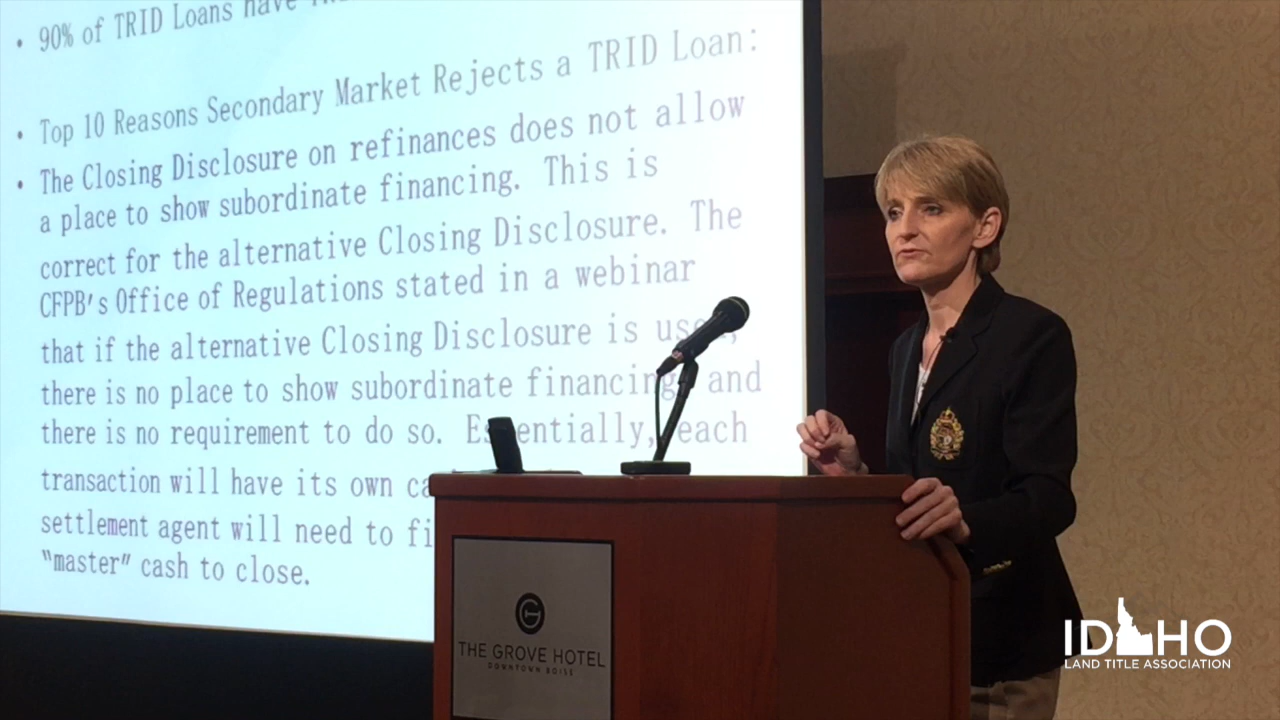 • 90% of TRID Loans have
• Top 10 Reasons Secondary Market Rejects a TRID Loan:
• The Closing Disclosure on refinances does not allow
a place to show subordinate financing. This is
correct for the alternative Closing Disclosure. The
CFPB's Office of Regulations stated in a webinar
that if the alternative Closing Disclosure is
there is no place to show subordinate financing, and
there is no requirement to do so. Essentially, each
transaction will have its own
settlement agent will need to
“master” cash to close.
G
THE GROVE HOTEL
DOWNTOWN BOISE
IDAHO
LAND TITLE ASSOCIATION